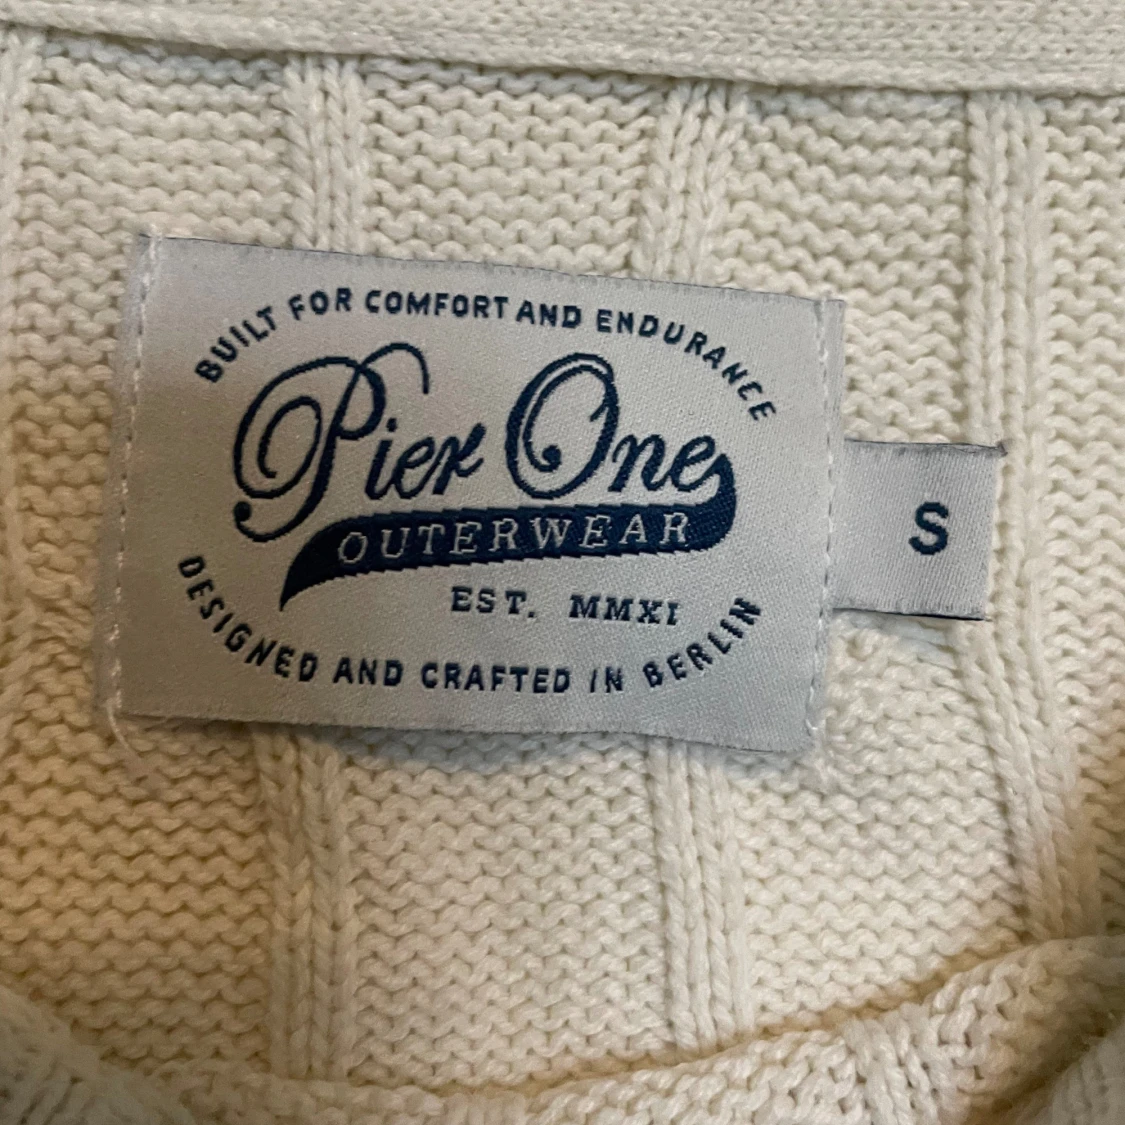 BUILT FOR COMFORT AND ENDURANCE
Pier One
OUTERWEAR
EST. MMXI
DESIGNED AND CRAFTED IN BERLIN
S